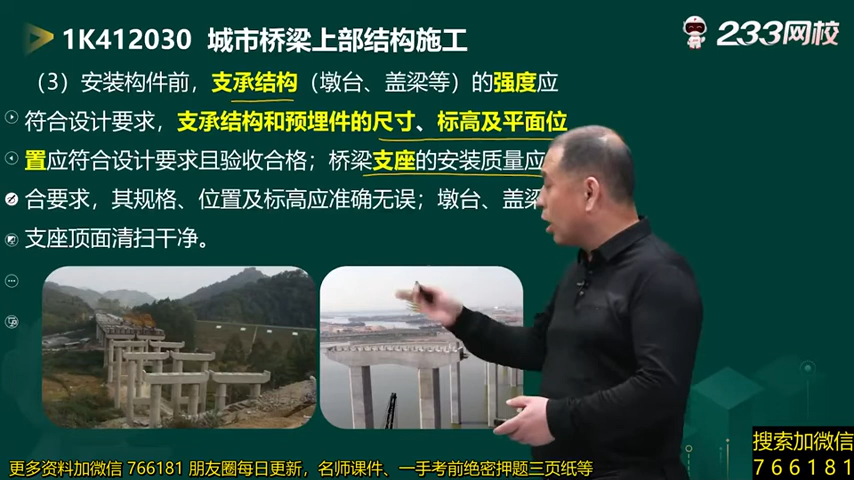 1K412030 城市桥梁上部结构施工
233网校
（3）安装构件前，支承结构（墩台、盖梁等）的强度应
符合设计要求，支承结构和预埋件的尺寸、标高及平面位
置应符合设计要求且验收合格；桥梁支座的安装质量应
合要求，其规格、位置及标高应准确无误；墩台、盖梁
支座顶面清扫干净。
搜索加微信
766181
更多资料加微信 766181 朋友圈每日更新，名师课件、一手考前绝密押题三页纸等